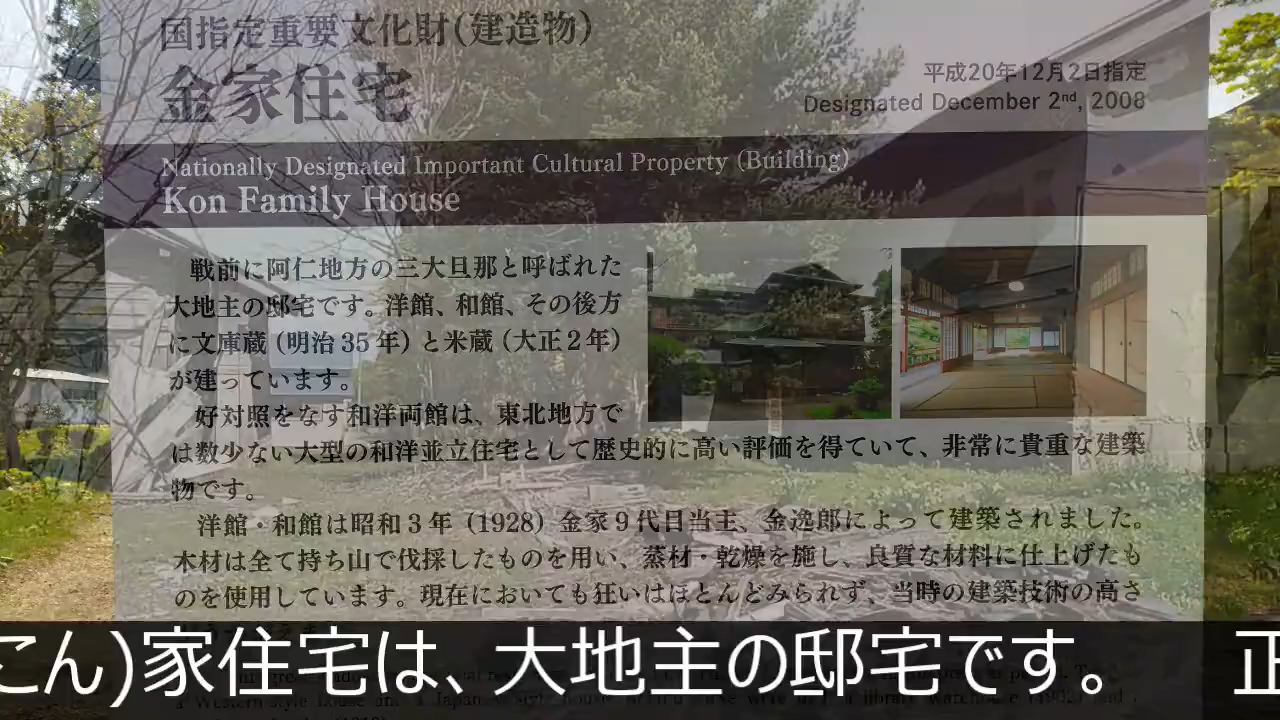 国指定重要文化財(建造物)
金家住宅
平成20年12月2日指定
Designated December 2nd, 2008
Nationally Designated Important Cultural Property (Building)
Kon Family House
戦前に阿仁地方の三大旦那と呼ばれた
大地主の邸宅です。洋館、和館、その後方
に文庫蔵(明治35年)と米蔵(大正2年)
が建っています。
好対照をなす和洋両館は、東北地方で
は数少ない大型の和洋並立住宅として歴史的に高い評価を得ていて、非常に貴重な建築
物です。
洋館・和館は昭和3年(1928)金家9代目当主、金逸郎によって建築されました。
木材は全て持ち山で伐採したものを用い、蒸材・乾燥を施し、良質な材料に仕上げたも
のを使用しています。現在においても狂いはほとんどみられず、当時の建築技術の高さ
こん)家住宅は、大地主の邸宅です。 正